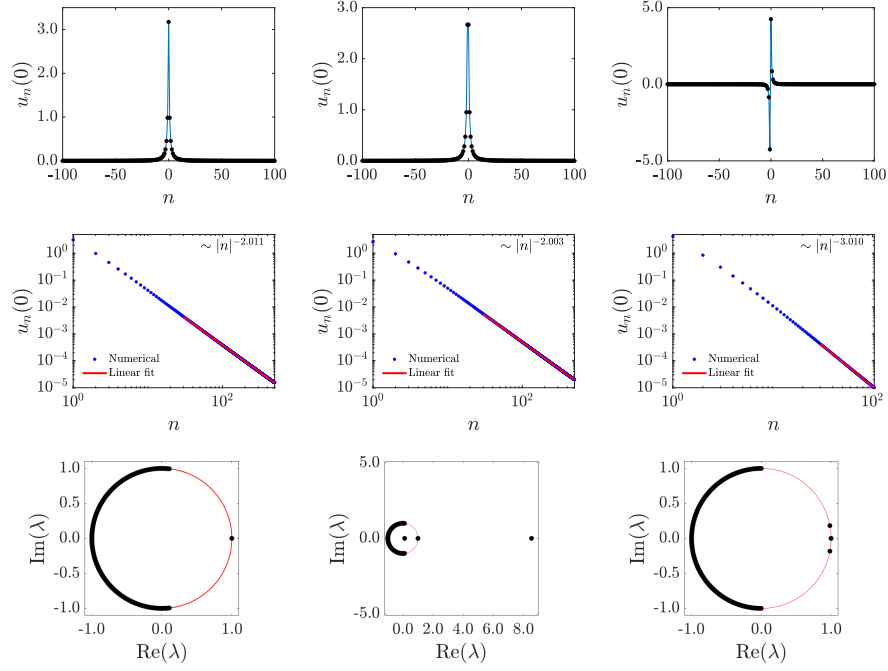 3.0
2.0
1.0
0.0
u_n(0)
-100 -50 0 50 100
n
3.0
2.0
1.0
0.0
u_n(0)
-100 -50 0 50 100
n
5.0
0.0
-5.0
u_n(0)
-100 -50 0 50 100
n
10^0
10^-1
10^-2
10^-3
10^-4
10^-5
u_n(0)
∼ |n|^-2.011
Numerical
Linear fit
10^0 10^2
n
10^0
10^-1
10^-2
10^-3
10^-4
10^-5
u_n(0)
∼ |n|^-2.003
Numerical
Linear fit
10^0 10^2
n
10^0
10^-1
10^-2
10^-3
10^-4
10^-5
u_n(0)
∼ |n|^-3.010
Numerical
Linear fit
10^0 10^2
n
1.0
0.5
0.0
-0.5
-1.0
Im(λ)
-1.0 0.0 1.0
Re(λ)
5.0
0.0
-5.0
Im(λ)
0.0 2.0 4.0 6.0 8.0
Re(λ)
1.0
0.5
0.0
-0.5
-1.0
Im(λ)
-1.0 0.0 1.0
Re(λ)